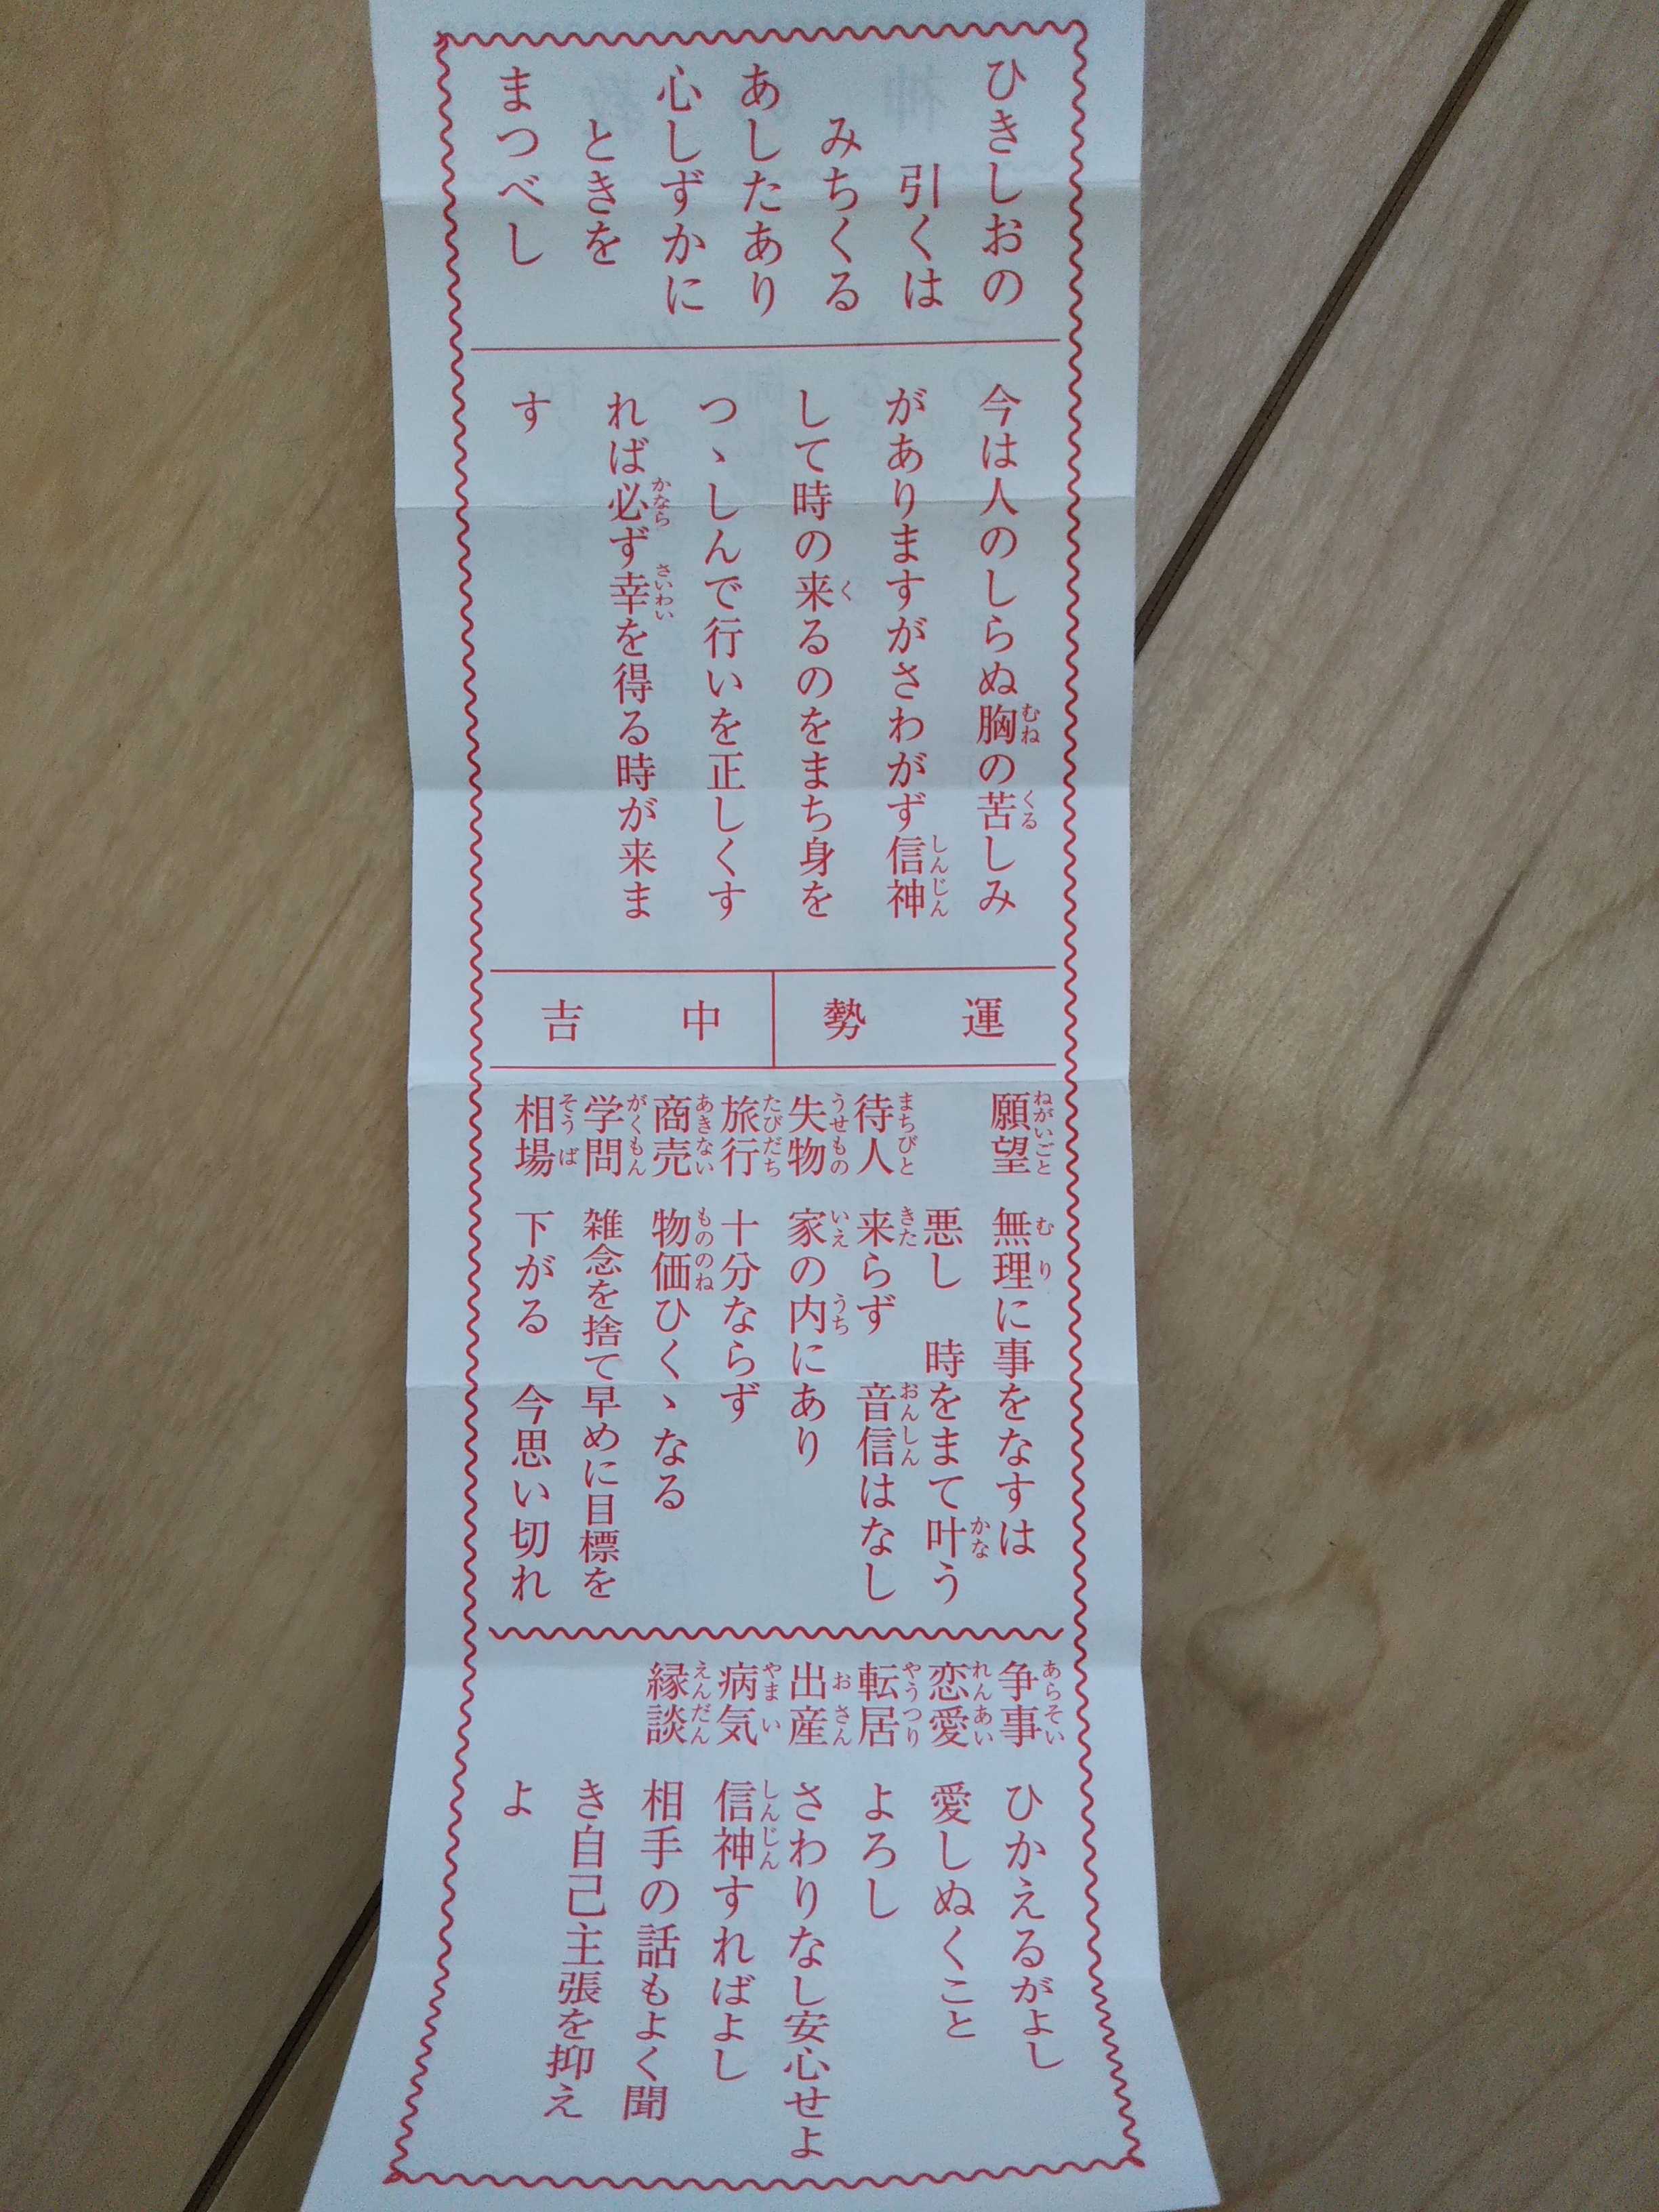 ひきしおの
引くは
みちくる
あしたあり
心しずかに
ときを
まつべし
今は人のしらぬ胸の苦しみ
がありますがさわがず信神
して時の来るのをまち身を
つゝしんで行いを正しくす
れば必ず幸を得る時が来ま
す
運勢
中吉
願望 無理に事をなすは
悪し 時をまて叶う
待人 来らず 音信はなし
失物 家の内にあり
旅行 十分ならず
商売 物価ひくゝなる
学問 雑念を捨て早めに目標を
相場 下がる 今思い切れ
争事 ひかえるがよし
恋愛 愛しぬくこと
転居 よろし
出産 さわりなし安心せよ
病気 信神すればよし
縁談 相手の話もよく聞
き自己主張を抑え
よ